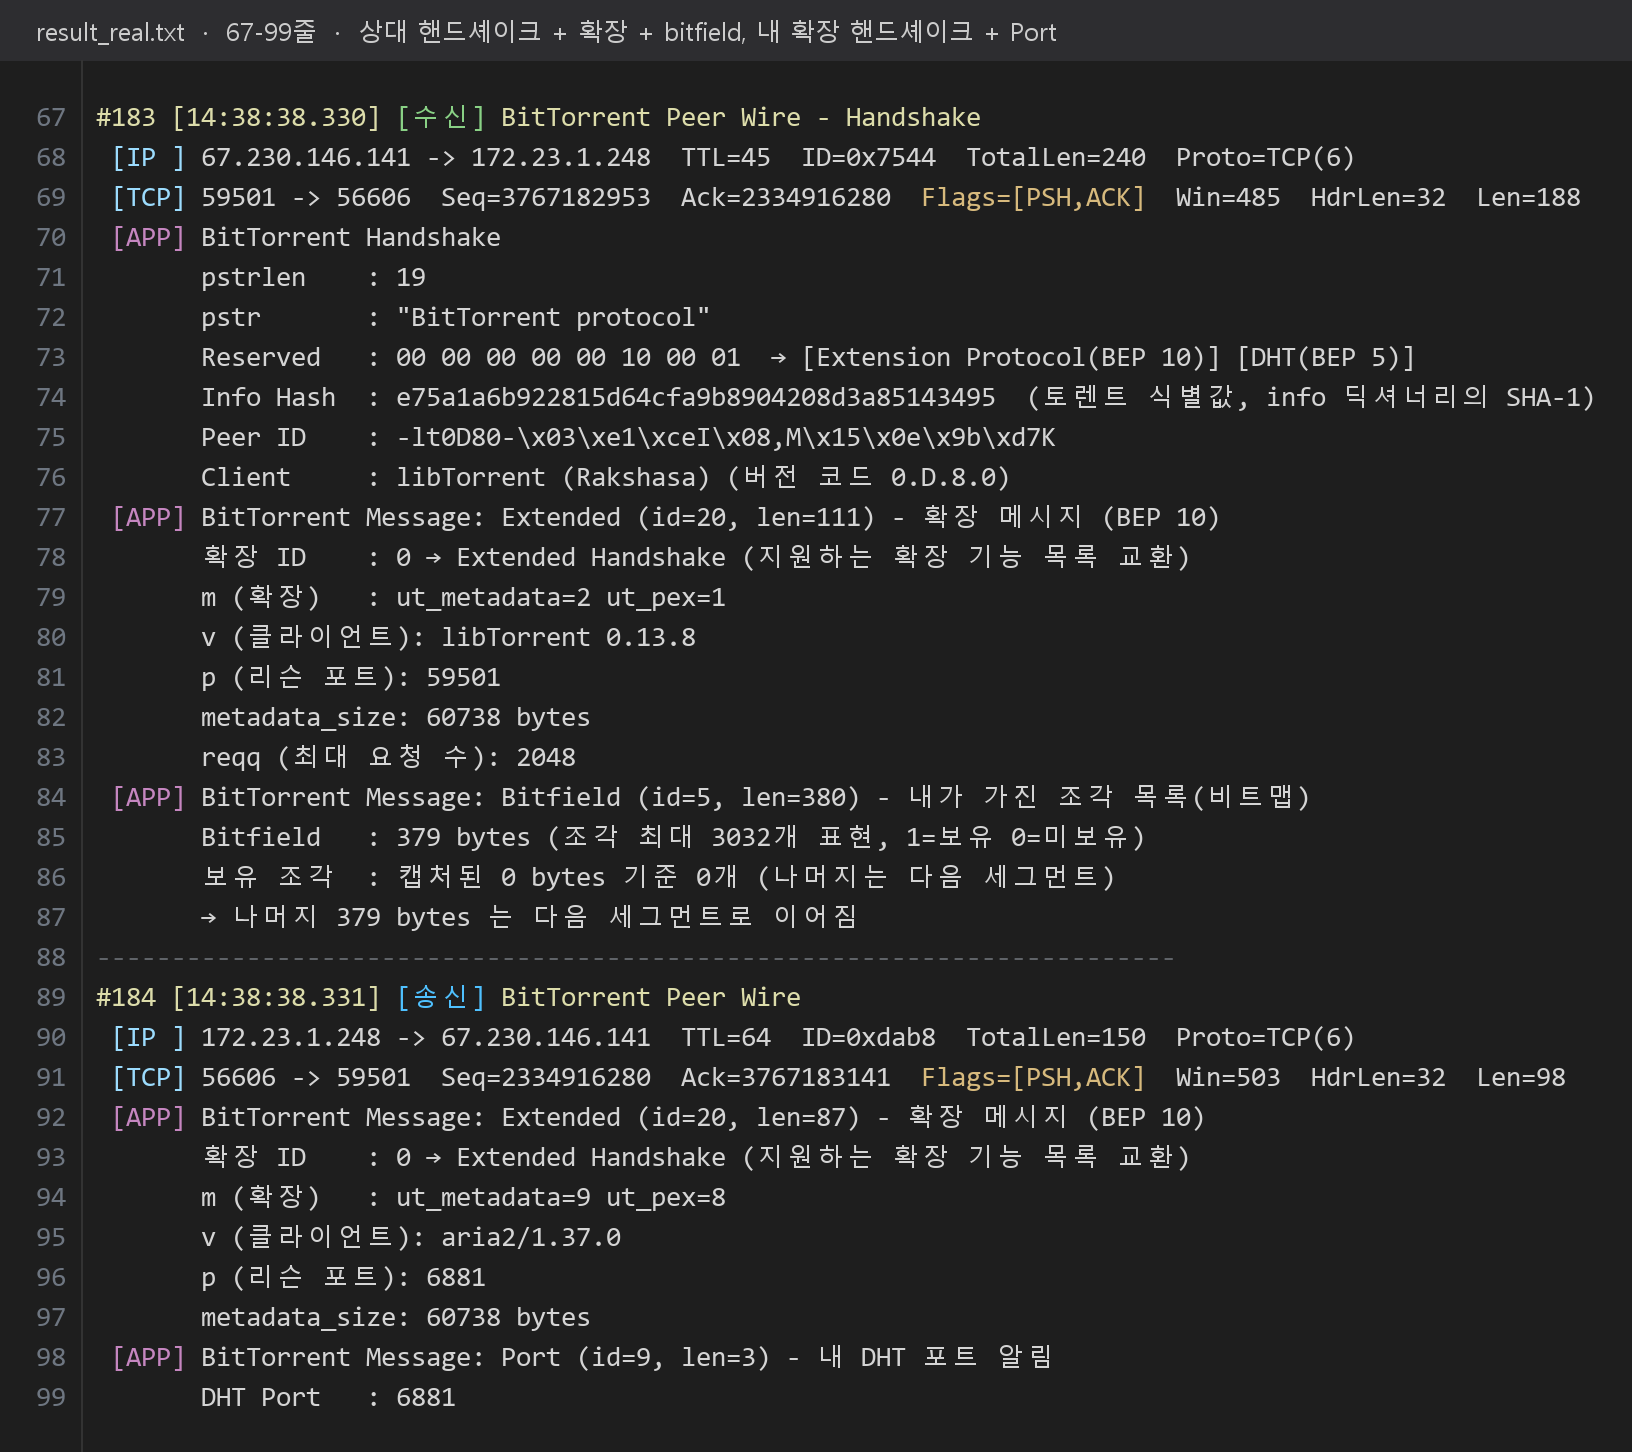 result_real.txt · 67-99줄 · 상대 핸드셰이크 + 확장 + bitfield, 내 확장 핸드셰이크 + Port
67 #183 [14:38:38.330] [수신] BitTorrent Peer Wire - Handshake
68 [IP ] 67.230.146.141 -> 172.23.1.248 TTL=45 ID=0x7544 TotalLen=240 Proto=TCP(6)
69 [TCP] 59501 -> 56606 Seq=3767182953 Ack=2334916280 Flags=[PSH,ACK] Win=485 HdrLen=32 Len=188
70 [APP] BitTorrent Handshake
71 pstrlen : 19
72 pstr : "BitTorrent protocol"
73 Reserved : 00 00 00 00 00 10 00 01 → [Extension Protocol(BEP 10)] [DHT(BEP 5)]
74 Info Hash : e75a1a6b922815d64cfa9b8904208d3a85143495 (토렌트 식별값, info 딕셔너리의 SHA-1)
75 Peer ID : -lt0D80-\x03\xe1\xceI\x08,M\x15\x0e\x9b\xd7K
76 Client : libTorrent (Rakshasa) (버전 코드 0.D.8.0)
77 [APP] BitTorrent Message: Extended (id=20, len=111) - 확장 메시지 (BEP 10)
78 확장 ID : 0 → Extended Handshake (지원하는 확장 기능 목록 교환)
79 m (확장) : ut_metadata=2 ut_pex=1
80 v (클라이언트): libTorrent 0.13.8
81 p (리슨 포트): 59501
82 metadata_size: 60738 bytes
83 reqq (최대 요청 수): 2048
84 [APP] BitTorrent Message: Bitfield (id=5, len=380) - 내가 가진 조각 목록(비트맵)
85 Bitfield : 379 bytes (조각 최대 3032개 표현, 1=보유 0=미보유)
86 보유 조각 : 캡처된 0 bytes 기준 0개 (나머지는 다음 세그먼트)
87 → 나머지 379 bytes 는 다음 세그먼트로 이어짐
88 ------------------------------------------------------------------------
89 #184 [14:38:38.331] [송신] BitTorrent Peer Wire
90 [IP ] 172.23.1.248 -> 67.230.146.141 TTL=64 ID=0xdab8 TotalLen=150 Proto=TCP(6)
91 [TCP] 56606 -> 59501 Seq=2334916280 Ack=3767183141 Flags=[PSH,ACK] Win=503 HdrLen=32 Len=98
92 [APP] BitTorrent Message: Extended (id=20, len=87) - 확장 메시지 (BEP 10)
93 확장 ID : 0 → Extended Handshake (지원하는 확장 기능 목록 교환)
94 m (확장) : ut_metadata=9 ut_pex=8
95 v (클라이언트): aria2/1.37.0
96 p (리슨 포트): 6881
97 metadata_size: 60738 bytes
98 [APP] BitTorrent Message: Port (id=9, len=3) - 내 DHT 포트 알림
99 DHT Port : 6881